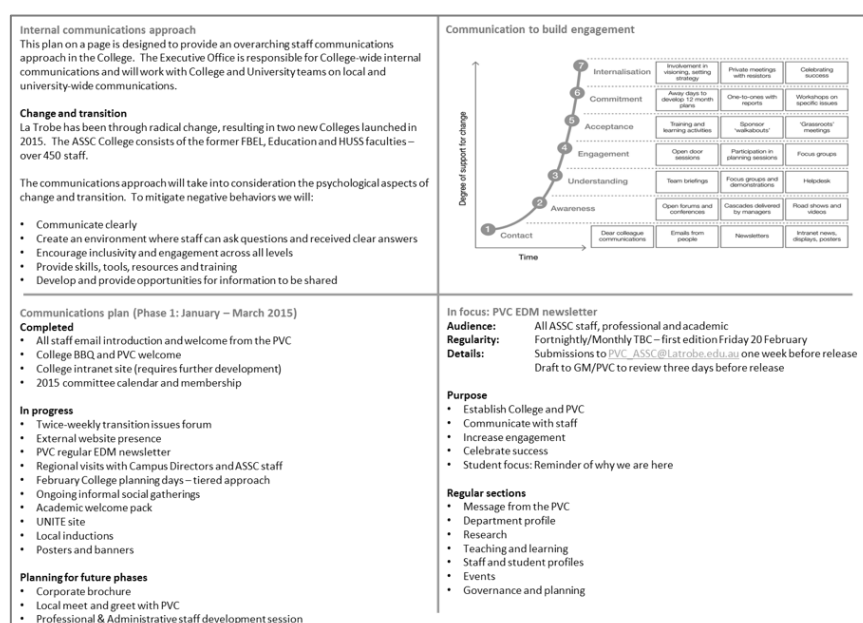 Internal communications approach
This plan on a page is designed to provide an overarching staff communications
approach in the College. The Executive Office is responsible for College-wide internal
communications and will work with College and University teams on local and
university-wide communications.
Change and transition
La Trobe has been through radical change, resulting in two new Colleges launched in
2015. The ASSC College consists of the former FBEL, Education and HUSS faculties –
over 450 staff.
The communications approach will take into consideration the psychological aspects of
change and transition. To mitigate negative behaviors we will:
• Communicate clearly
• Create an environment where staff can ask questions and received clear answers
• Encourage inclusivity and engagement across all levels
• Provide skills, tools, resources and training
• Develop and provide opportunities for information to be shared
Communication to build engagement
Degree of support for change
7 Internalisation
Involvement in
visioning, setting
strategy
Private meetings
with resistors
Celebrating
success
6 Commitment
Away days to
develop 12 month
plans
One-to-ones with
reports
Workshops on
specific issues
5 Acceptance
Training and
learning activities
Sponsor
'walkabouts'
'Grassroots'
meetings
4 Engagement
Open door
sessions
Participation in
planning sessions
Focus groups
3 Understanding
Team briefings
Focus groups and
demonstrations
Helpdesk
2 Awareness
Open forums and
conferences
Cascades delivered
by managers
Road shows and
videos
1 Contact
Dear colleague
communications
Emails from
people
Newsletters
Intranet news,
displays, posters
Time
Communications plan (Phase 1: January – March 2015)
Completed
• All staff email introduction and welcome from the PVC
• College BBQ and PVC welcome
• College intranet site (requires further development)
• 2015 committee calendar and membership
In progress
• Twice-weekly transition issues forum
• External website presence
• PVC regular EDM newsletter
• Regional visits with Campus Directors and ASSC staff
• February College planning days – tiered approach
• Ongoing informal social gatherings
• Academic welcome pack
• UNITE site
• Local inductions
• Posters and banners
Planning for future phases
• Corporate brochure
• Local meet and greet with PVC
• Professional & Administrative staff development session
In focus: PVC EDM newsletter
Audience: All ASSC staff, professional and academic
Regularity: Fortnightly/Monthly TBC – first edition Friday 20 February
Details: Submissions to PVC_ASSC@Latrobe.edu.au one week before release
Draft to GM/PVC to review three days before release
Purpose
• Establish College and PVC
• Communicate with staff
• Increase engagement
• Celebrate success
• Student focus: Reminder of why we are here
Regular sections
• Message from the PVC
• Department profile
• Research
• Teaching and learning
• Staff and student profiles
• Events
• Governance and planning